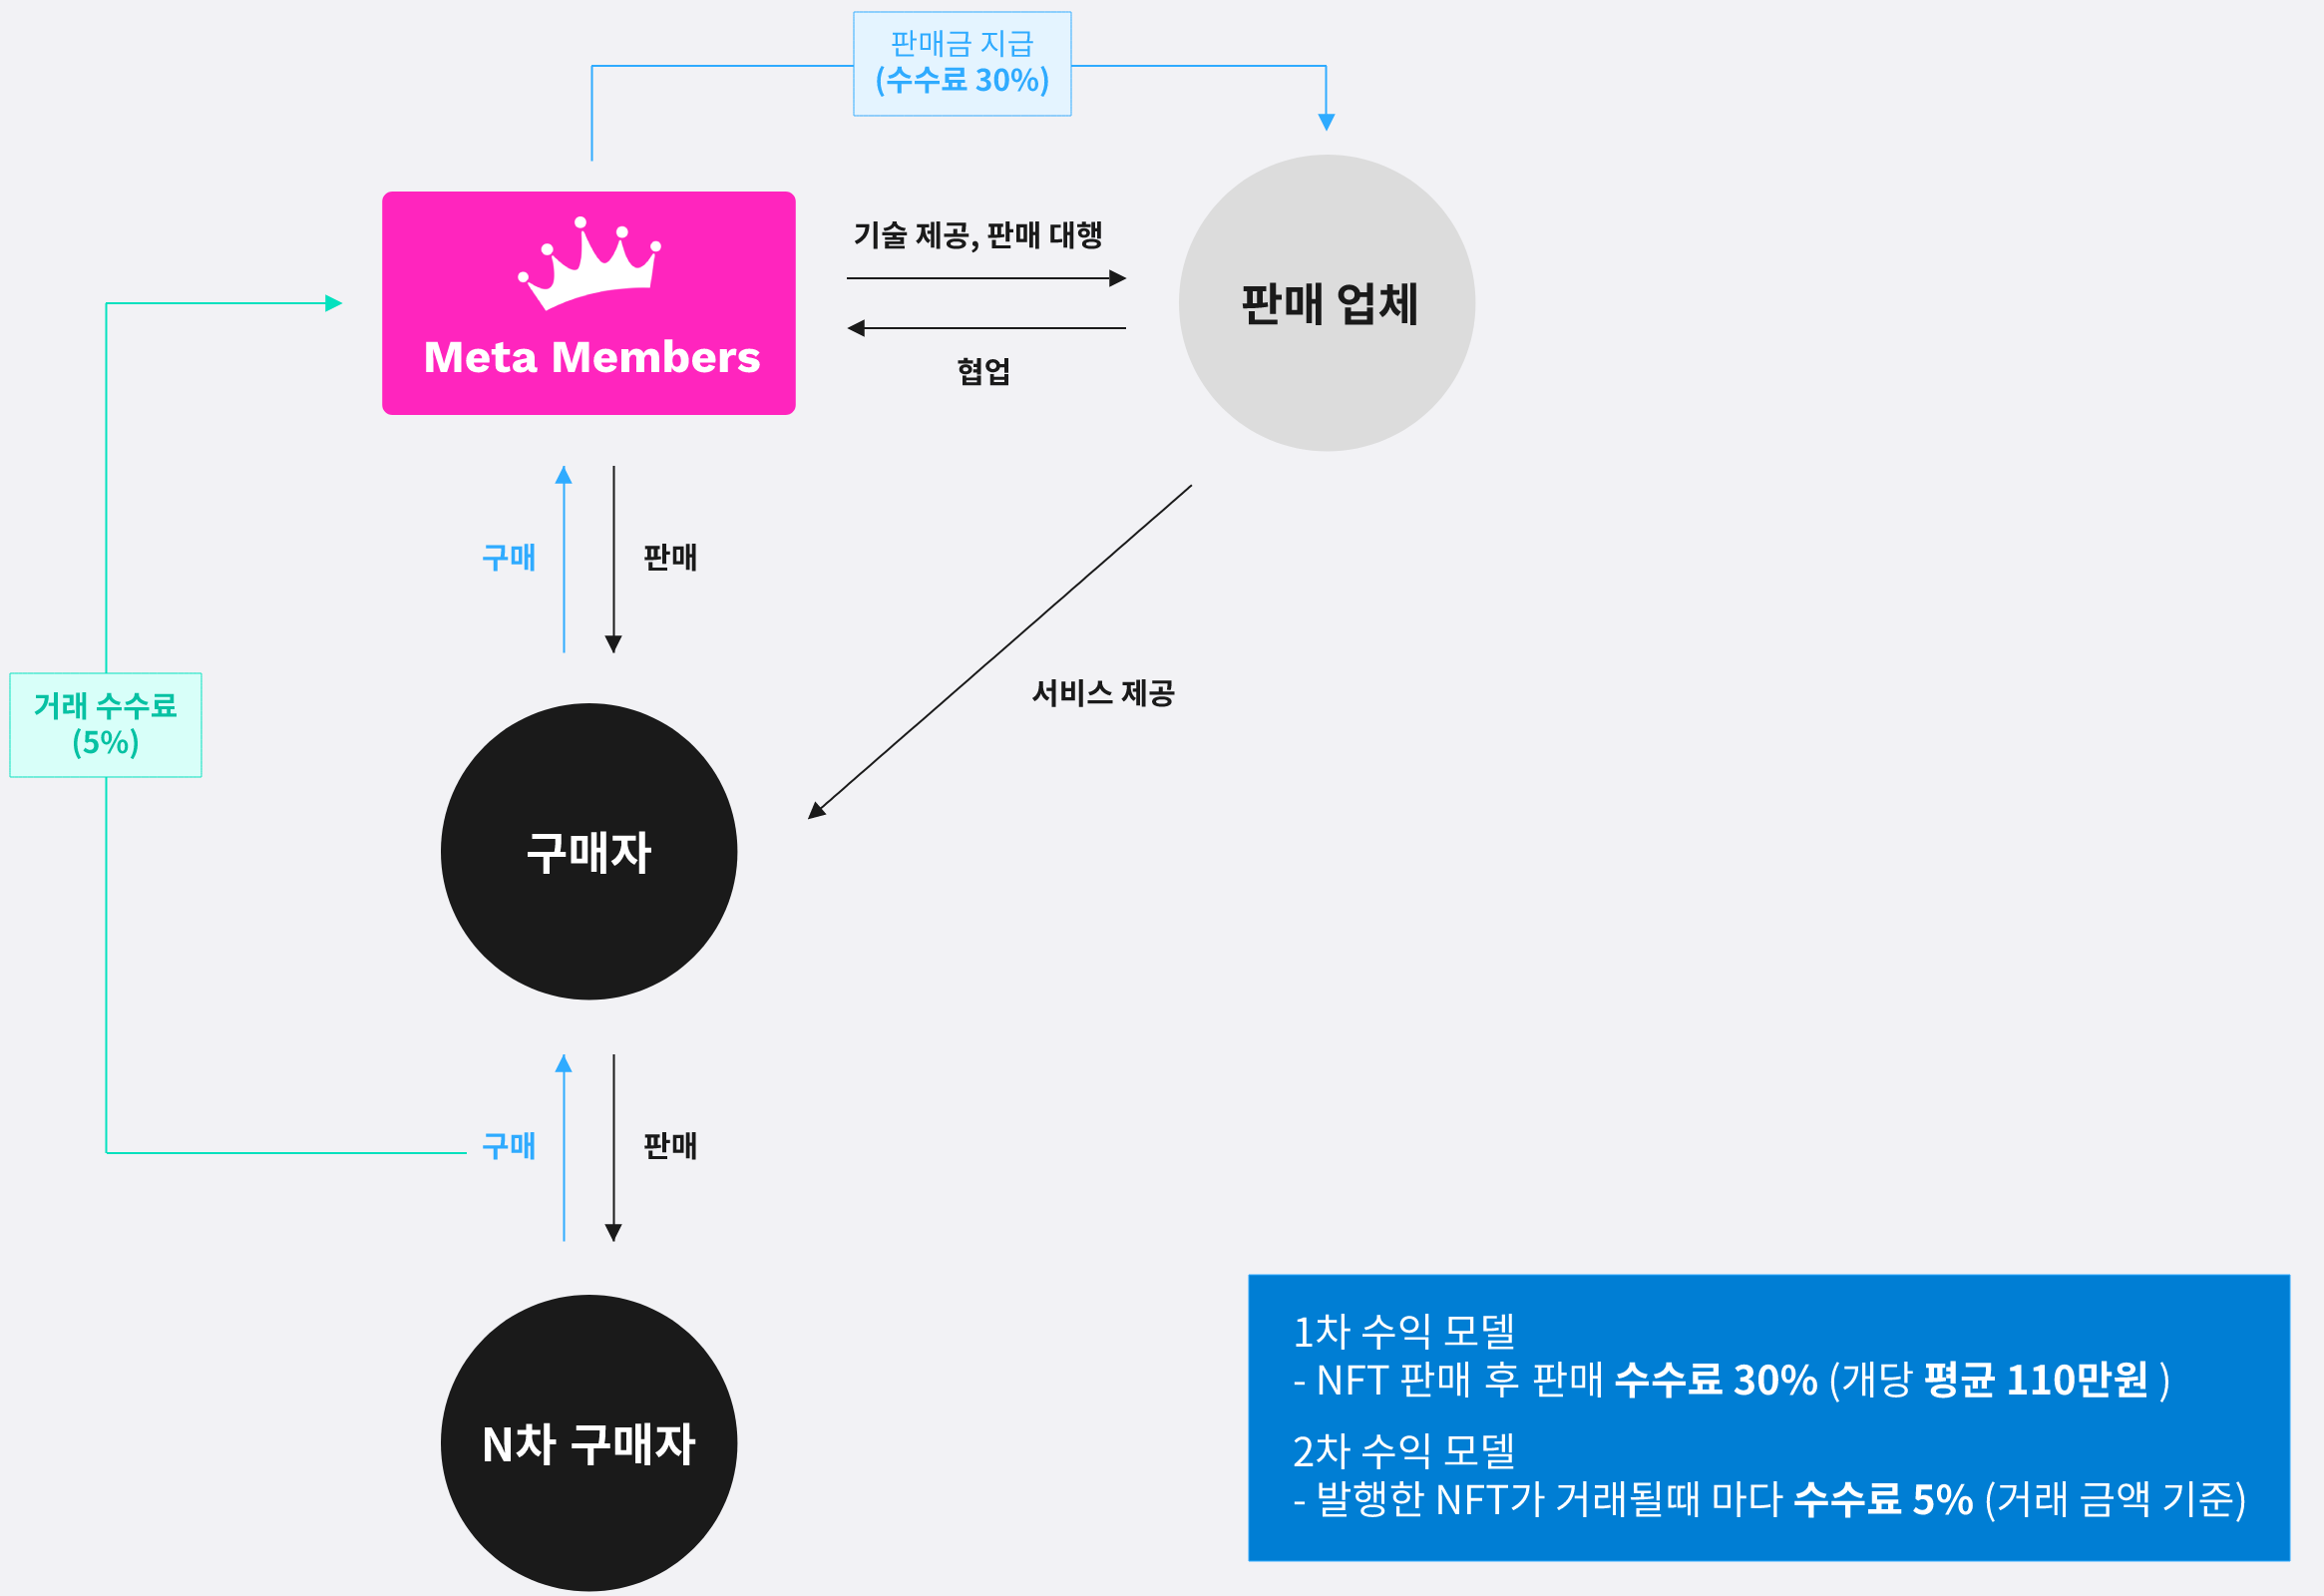 판매금 지급
(수수료 30%)
Meta Members
기술 제공, 판매 대행
협업
판매 업체
구매
판매
서비스 제공
거래 수수료
(5%)
구매자
구매
판매
N차 구매자
1차 수익 모델
- NFT 판매 후 판매 수수료 30% (개당 평균 110만원 )
2차 수익 모델
- 발행한 NFT가 거래될때 마다 수수료 5% (거래 금액 기준)